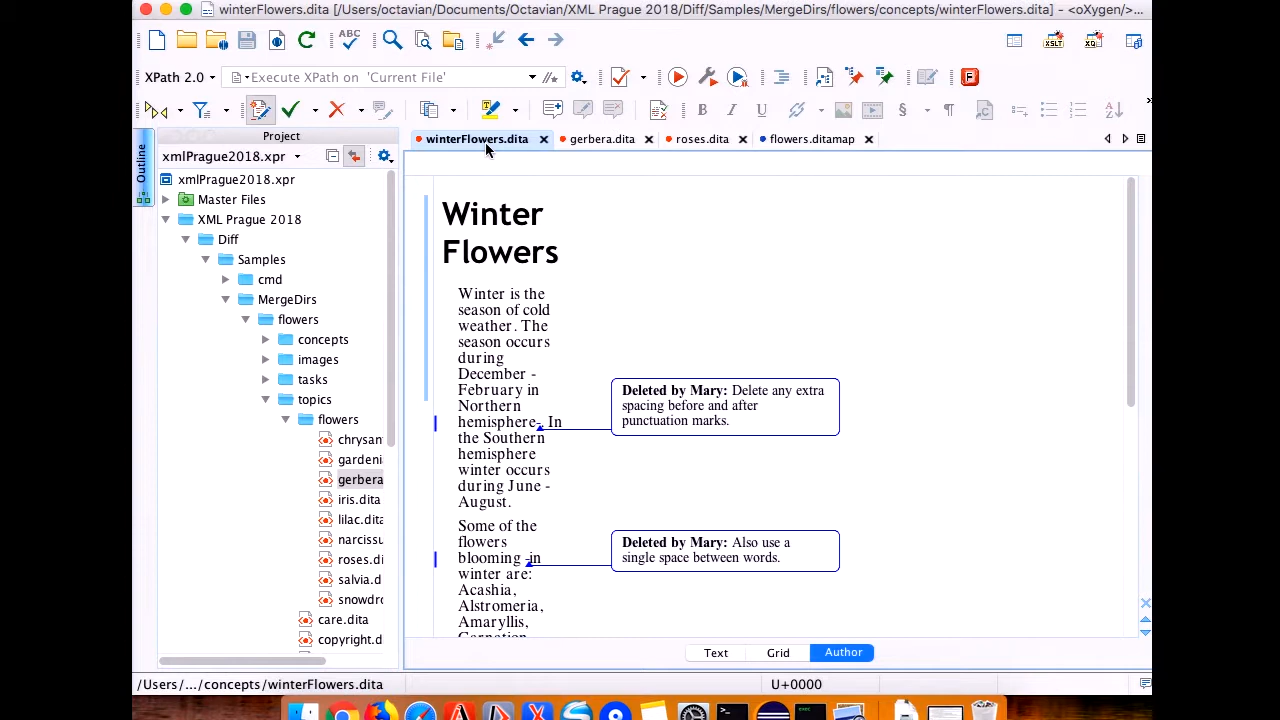 winterFlowers.dita [/Users/octavian/Documents/Octavian/XML Prague 2018/Diff/Samples/MergeDirs/flowers/concepts/winterFlowers.dita] - <oXygen/>...
ABC
XSLT
XQ
XPath 2.0
Execute XPath on 'Current File'
B I U
§
Project
winterFlowers.dita
gerbera.dita
roses.dita
flowers.ditamap
Outline
xmlPrague2018.xpr
xmlPrague2018.xpr
Master Files
XML Prague 2018
Diff
Samples
cmd
MergeDirs
flowers
concepts
images
tasks
topics
flowers
chrysan
gardeni
gerbera
iris.dita
lilac.dita
narcissu
roses.di
salvia.d
snowdro
care.dita
copyright.d
Winter
Flowers
Winter is the
season of cold
weather. The
season occurs
during
December -
February in
Northern
hemisphere . In
the Southern
hemisphere
winter occurs
during June -
August.
Some of the
flowers
blooming in
winter are:
Acashia,
Alstromeria,
Amaryllis,
Carnation
Deleted by Mary: Delete any extra
spacing before and after
punctuation marks.
Deleted by Mary: Also use a
single space between words.
Text
Grid
Author
/Users/.../concepts/winterFlowers.dita
U+0000